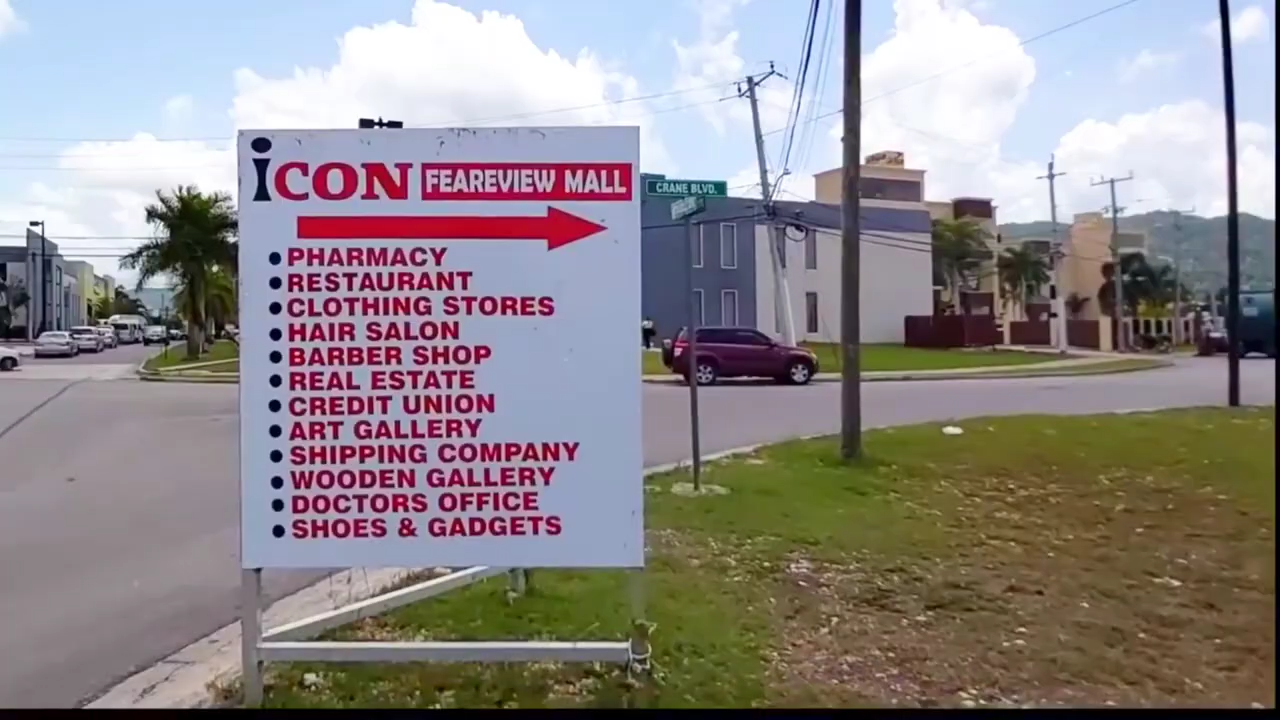 iCON FEAREVIEW MALL
CRANE BLVD.
• PHARMACY
• RESTAURANT
• CLOTHING STORES
• HAIR SALON
• BARBER SHOP
• REAL ESTATE
• CREDIT UNION
• ART GALLERY
• SHIPPING COMPANY
• WOODEN GALLERY
• DOCTORS OFFICE
• SHOES & GADGETS